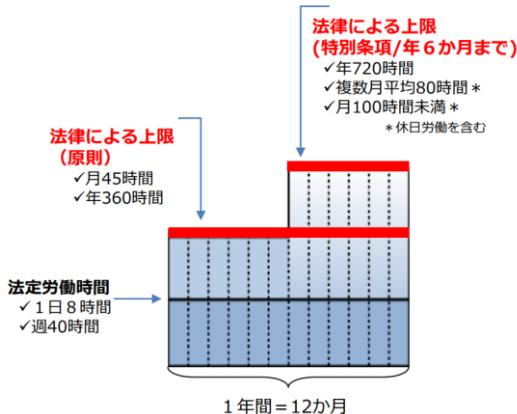 法律による上限
(特別条項/年６か月まで)
✓年720時間
✓複数月平均80時間＊
✓月100時間未満＊
＊休日労働を含む
法律による上限
（原則）
✓月45時間
✓年360時間
法定労働時間
✓１日８時間
✓週40時間
１年間＝12か月